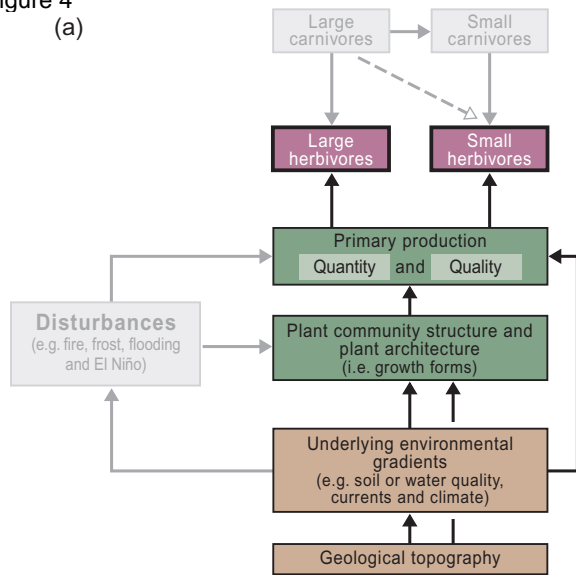 igure 4
(a)
Large
carnivores
Small
carnivores
Large
herbivores
Small
herbivores
Primary production
Quantity and Quality
Disturbances
(e.g. fire, frost, flooding
and El Niño)
Plant community structure and
plant architecture
(i.e. growth forms)
Underlying environmental
gradients
(e.g. soil or water quality,
currents and climate)
Geological topography